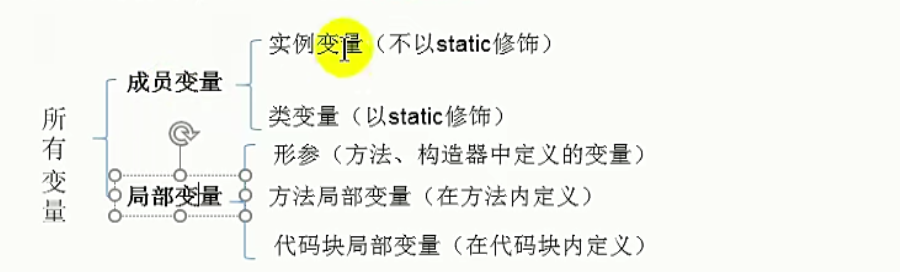 所有变量
成员变量
实例变量（不以static修饰）
类变量（以static修饰）
局部变量
形参（方法、构造器中定义的变量）
方法局部变量（在方法内定义）
代码块局部变量（在代码块内定义）